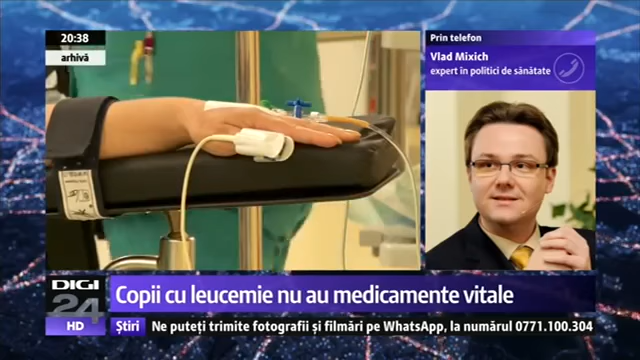 20:38
arhivă
Prin telefon
Vlad Mixich
expert în politici de sănătate
DIGI
24
HD
Copii cu leucemie nu au medicamente vitale
Știri
Ne puteți trimite fotografii și filmări pe WhatsApp, la numărul 0771.100.304